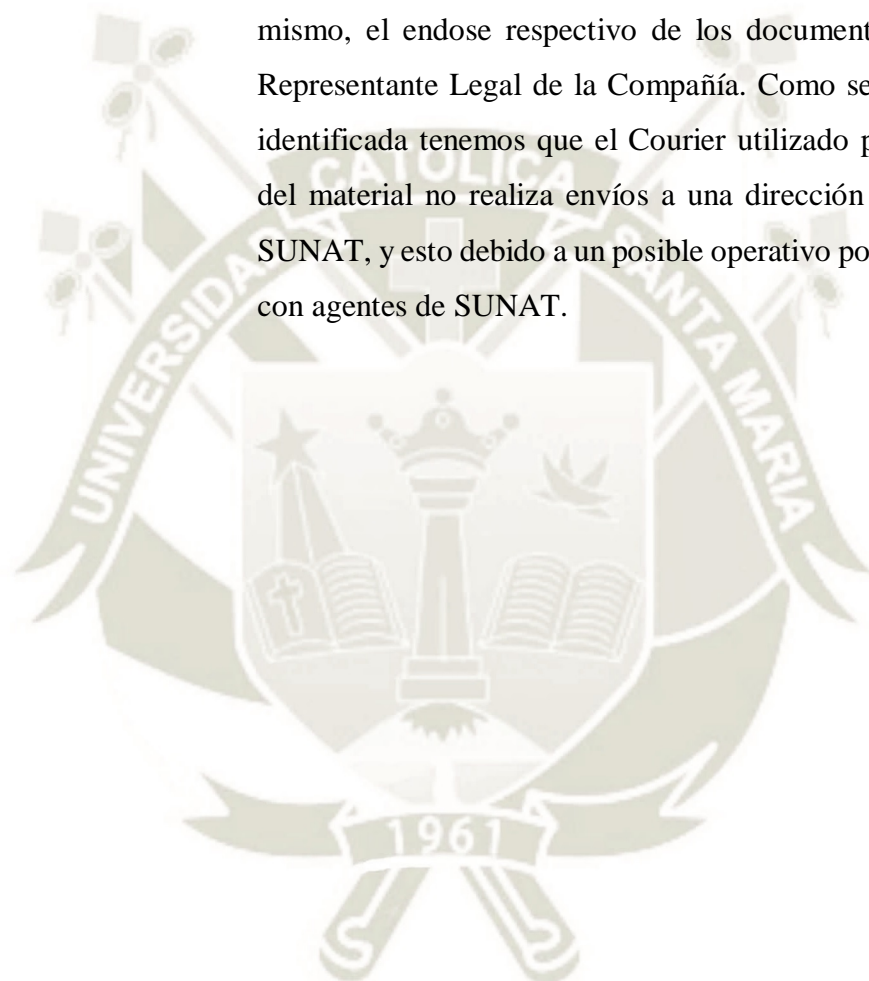 mismo, el endose respectivo de los document
Representante Legal de la Compañía. Como se
identificada tenemos que el Courier utilizado p
del material no realiza envíos a una dirección
SUNAT, y esto debido a un posible operativo po
con agentes de SUNAT.
UNIVERSIDAD CATOLICA SANTA MARIA
1961